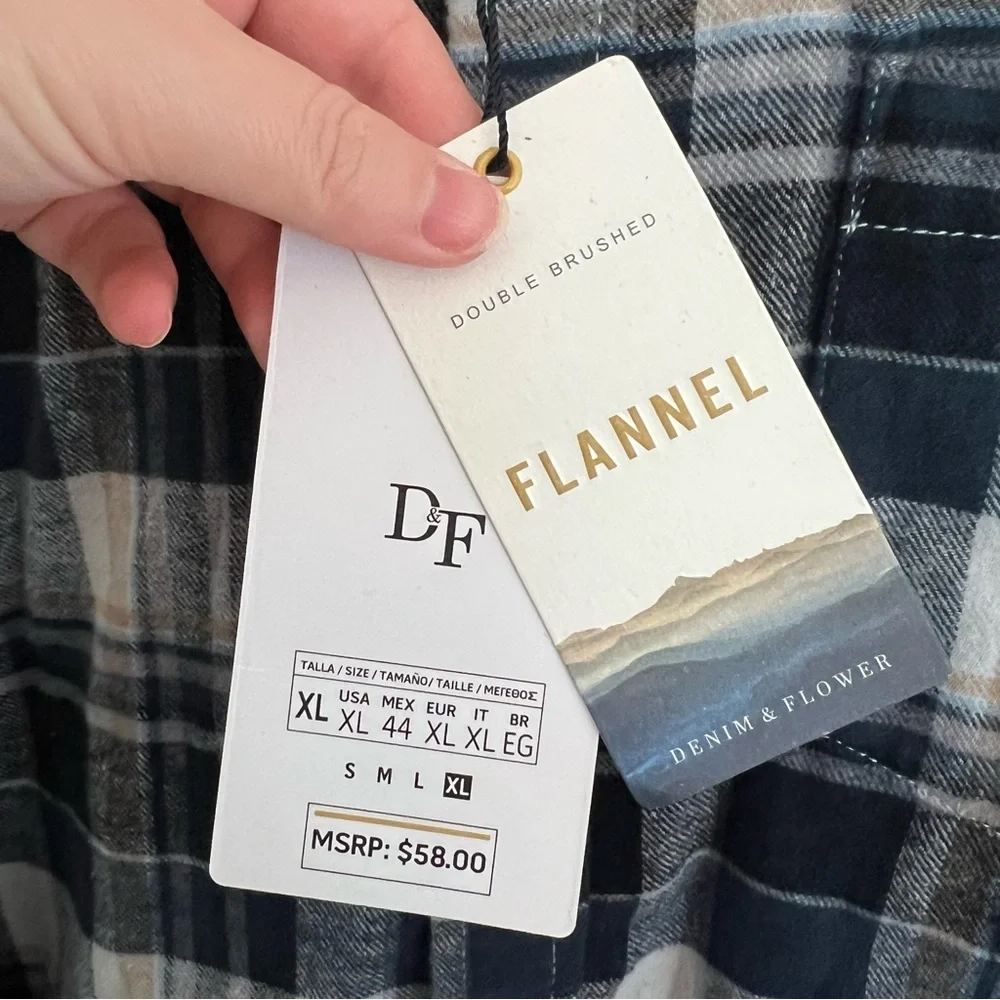 DOUBLE BRUSHED
FLANNEL
DENIM & FLOWER
D&F
TALLA / SIZE / TAMAÑO/ TAILLE / ΜΕΓΕΘΟΣ
XL USA MEX EUR IT BR
XL 44 XL XL EG
S M L XL
MSRP: $58.00